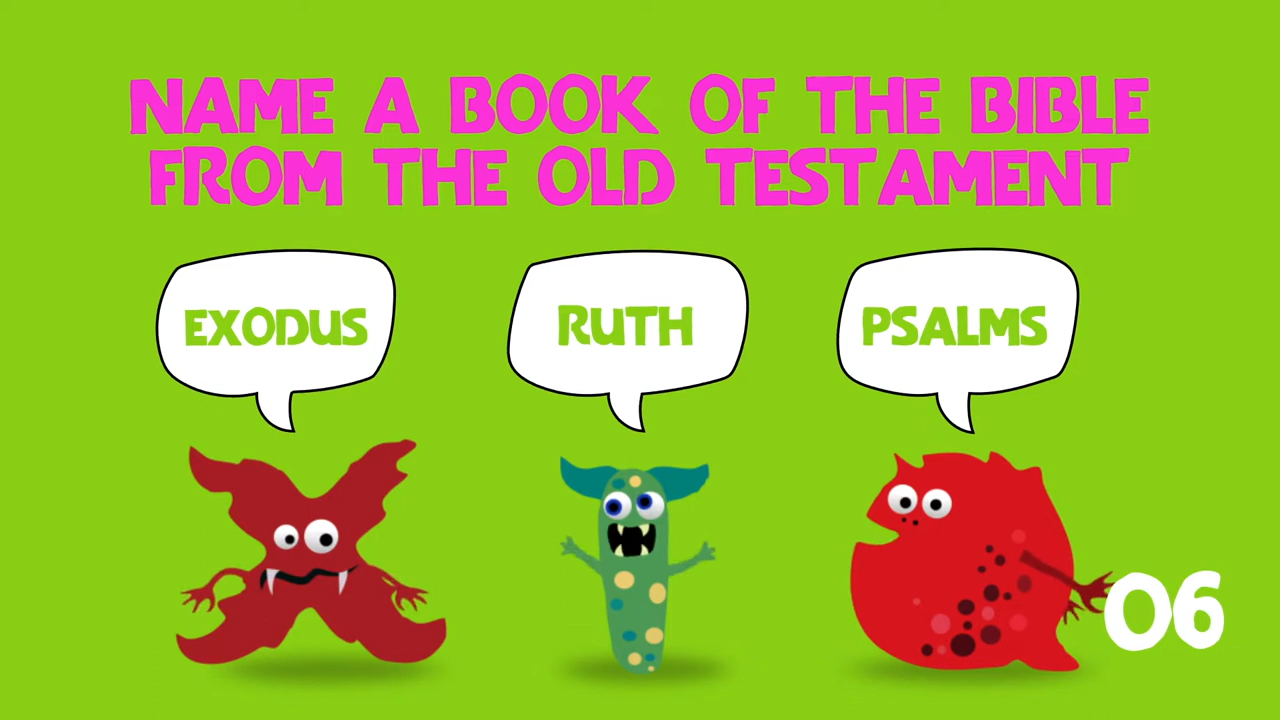 NAME A BOOK OF THE BIBLE
FROM THE OLD TESTAMENT
EXODUS
RUTH
PSALMS
06